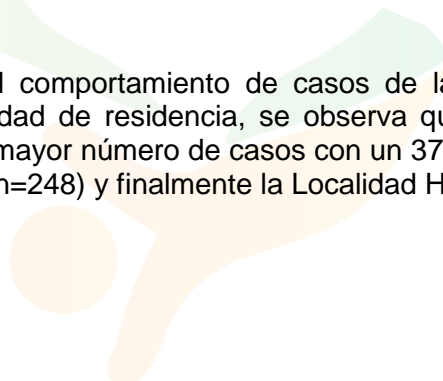 l comportamiento de casos de la
dad de residencia, se observa qu
mayor número de casos con un 37
n=248) y finalmente la Localidad H